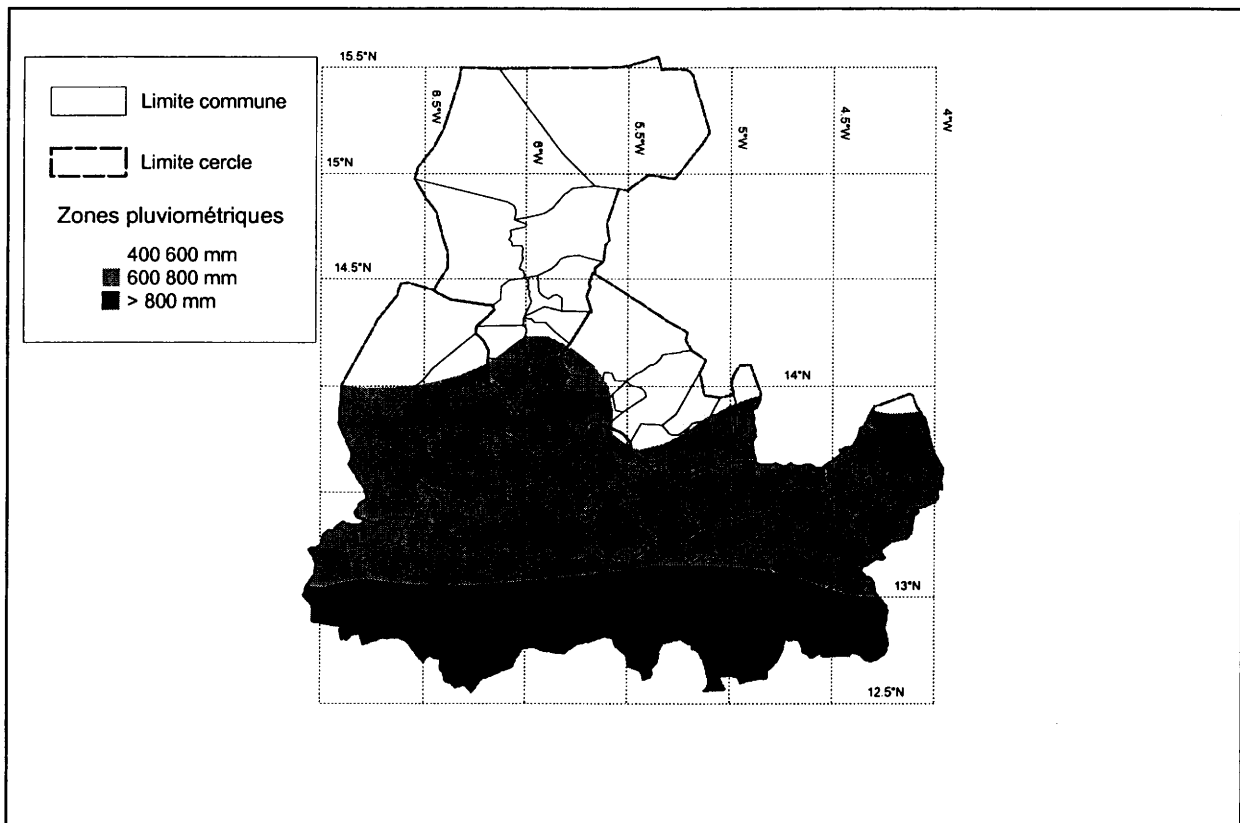 Limite commune
Limite cercle
Zones pluviométriques
400 600 mm
600 800 mm
> 800 mm
15.5°N
15°N
14.5°N
14°N
13°N
12.5°N
6.5°W
6°W
5.5°W
5°W
4.5°W
4°W